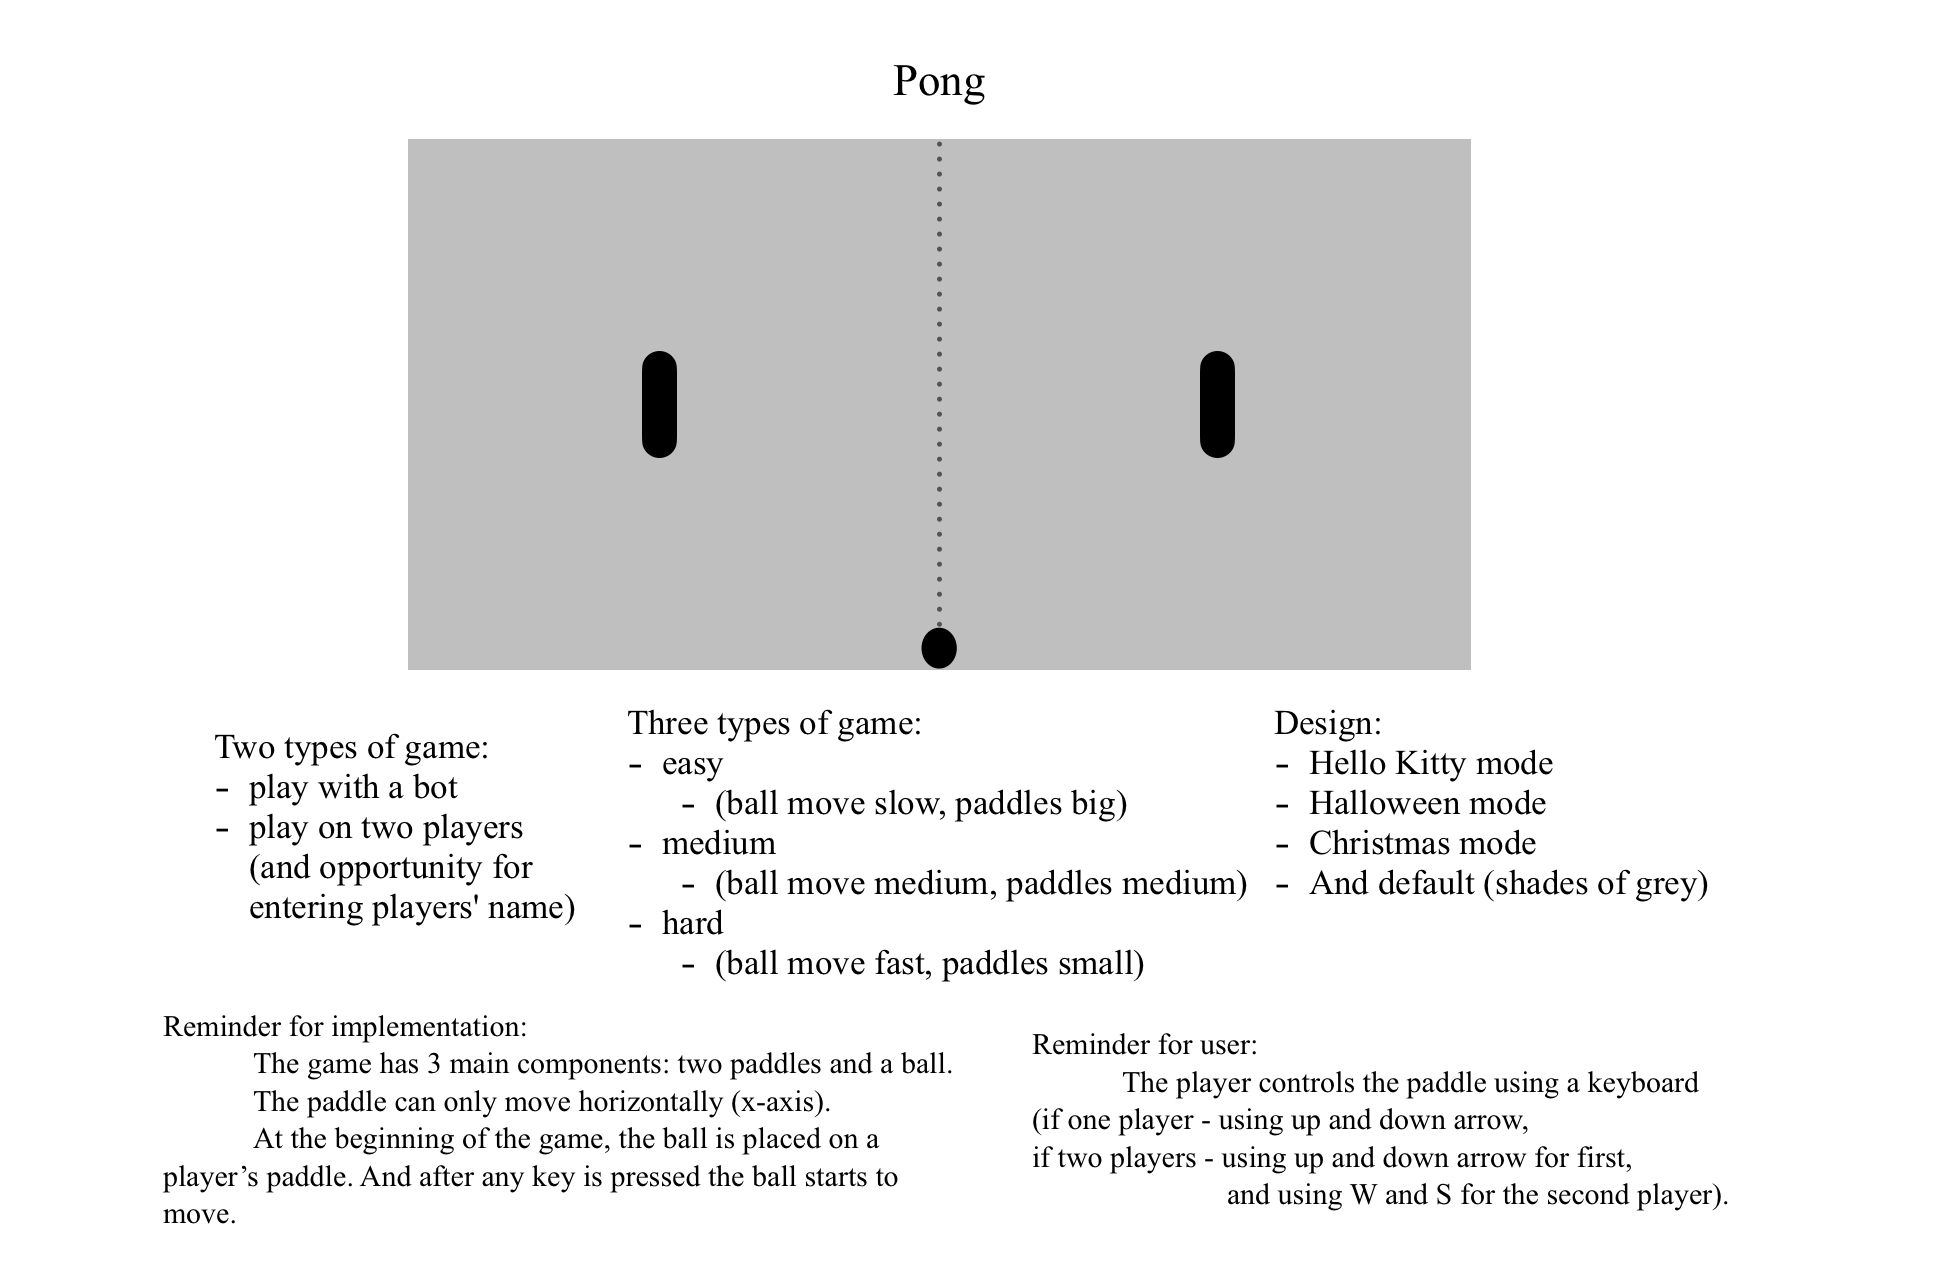 Pong
Two types of game:
- play with a bot
- play on two players
(and opportunity for
entering players' name)
Three types of game:
- easy
- (ball move slow, paddles big)
- medium
- (ball move medium, paddles medium)
- hard
- (ball move fast, paddles small)
Design:
- Hello Kitty mode
- Halloween mode
- Christmas mode
- And default (shades of grey)
Reminder for implementation:
The game has 3 main components: two paddles and a ball.
The paddle can only move horizontally (x-axis).
At the beginning of the game, the ball is placed on a
player’s paddle. And after any key is pressed the ball starts to
move.
Reminder for user:
The player controls the paddle using a keyboard
(if one player - using up and down arrow,
if two players - using up and down arrow for first,
and using W and S for the second player).